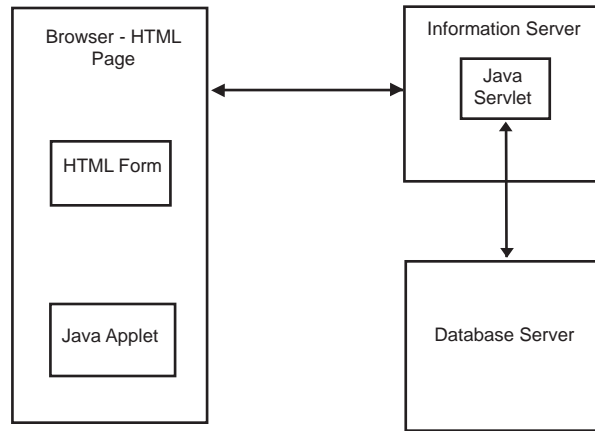 Browser - HTML
Page
HTML Form
Java Applet
Information Server
Java
Servlet
Database Server